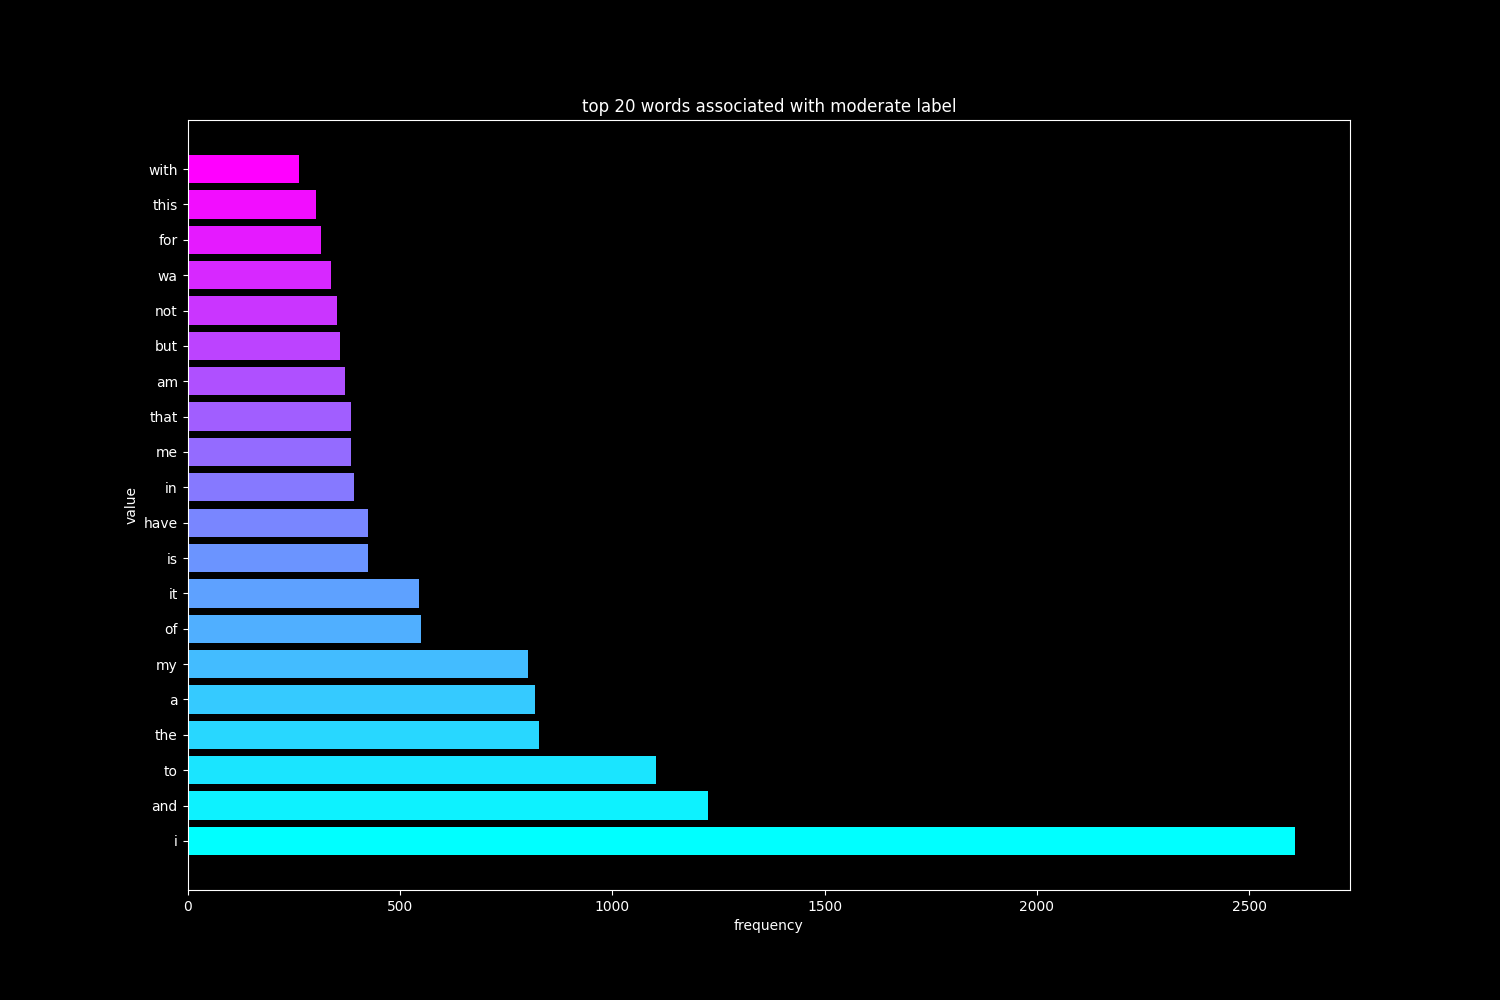 top 20 words associated with moderate label
with
this
for
wa
not
but
am
that
me
in
value
have
is
it
of
my
a
the
to
and
i
0 500 1000 1500 2000 2500
frequency